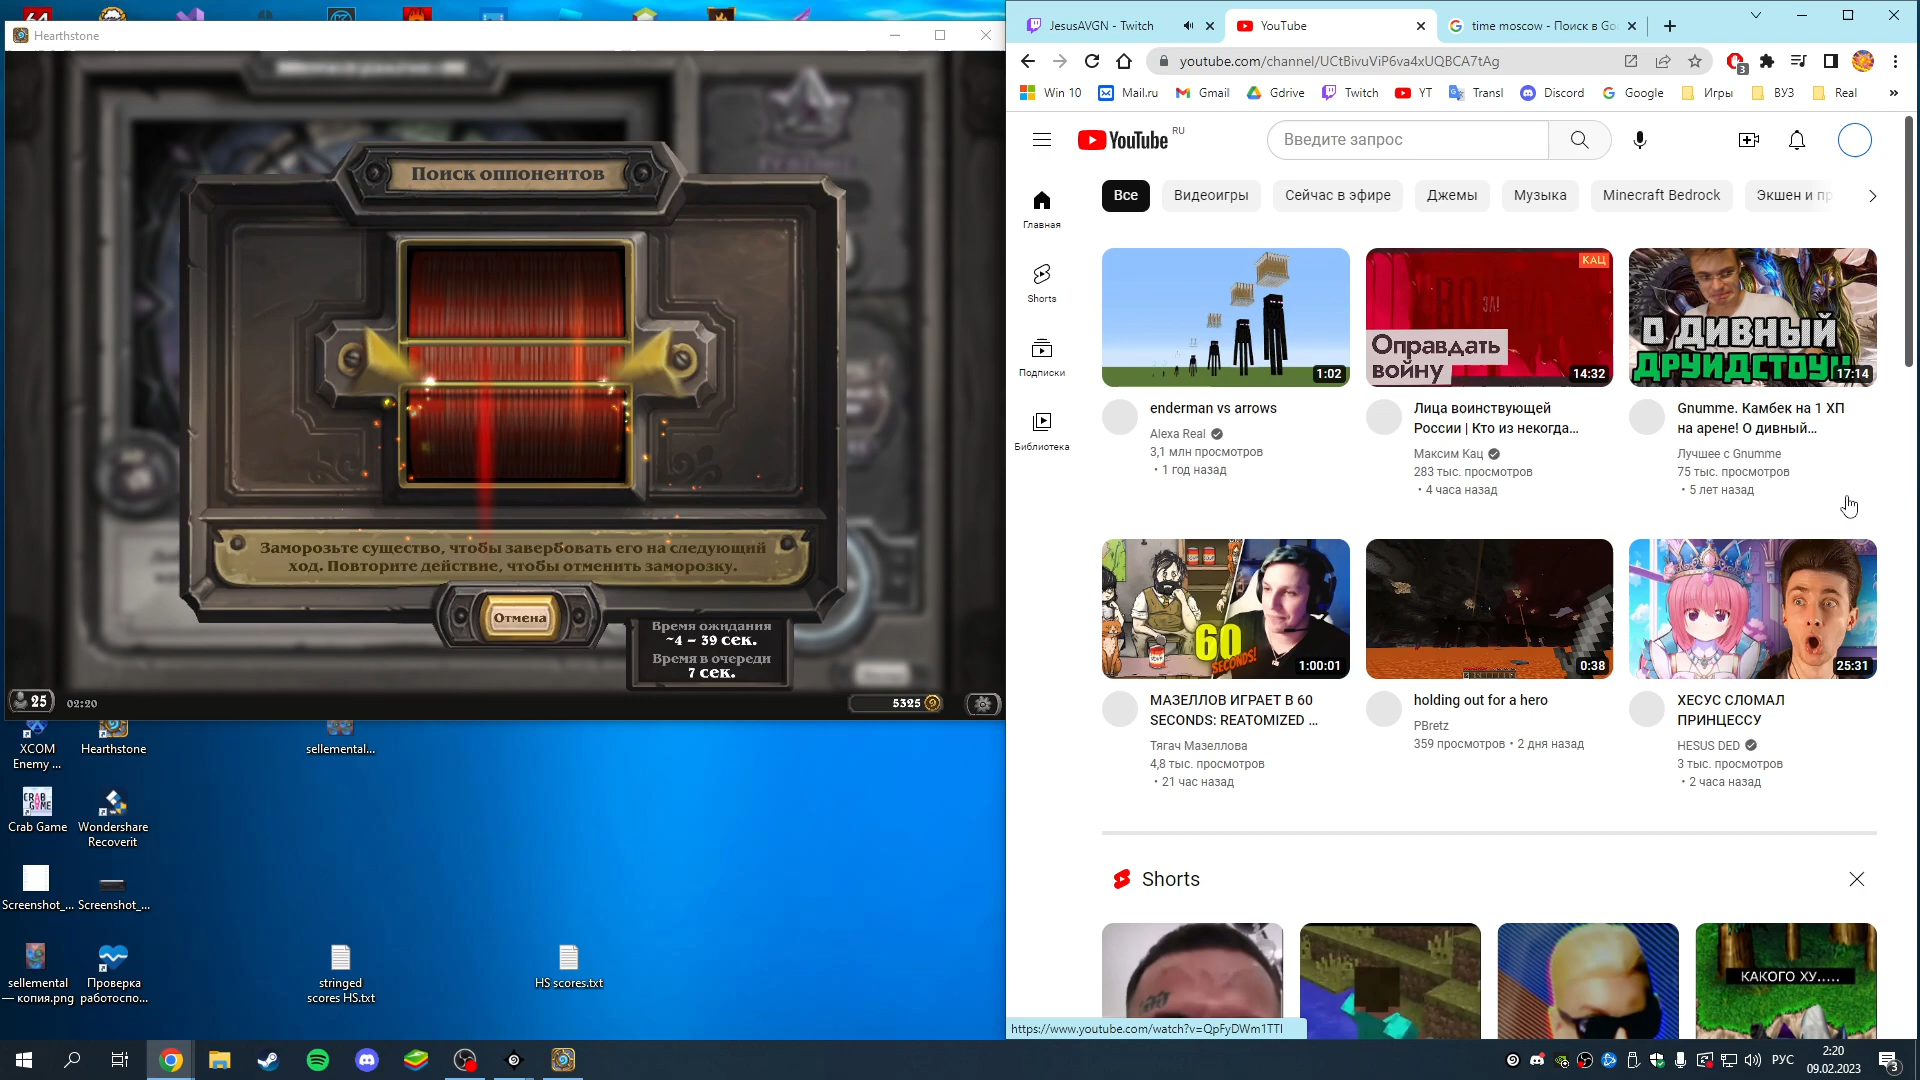 Hearthstone
Поиск оппонентов
Заморозьте существо, чтобы завербовать его на следующий
ход. Повторите действие, чтобы отменить заморозку.
Отмена
Время ожидания
~4 – 39 сек.
Время в очереди
7 сек.
25
02:20
5325
XCOM
Enemy ...
Hearthstone
sellemental...
Crab Game
Wondershare
Recoverit
Screenshot_...
Screenshot_...
sellemental
— копия.png
Проверка
работоспо...
stringed
scores HS.txt
HS scores.txt
JesusAVGN - Twitch
YouTube
time moscow - Поиск в Go
youtube.com/channel/UCtBivuViP6va4xUQBCA7tAg
3
Win 10
Mail.ru
Gmail
Gdrive
Twitch
YT
Transl
Discord
Google
Игры
ВУЗ
Real
»
YouTube
RU
Введите запрос
Все
Видеоигры
Сейчас в эфире
Джемы
Музыка
Minecraft Bedrock
Экшен и пр
Главная
Shorts
Подписки
Библиотека
1:02
enderman vs arrows
Alexa Real
3,1 млн просмотров
• 1 год назад
КАЦ
ЗА!
Оправдать
войну
14:32
Лица воинствующей
России | Кто из некогда...
Максим Кац
283 тыс. просмотров
• 4 часа назад
О ДИВНЫЙ
ДРУИДСТОУН
17:14
Gnumme. Камбек на 1 ХП
на арене! О дивный...
Лучшее с Gnumme
75 тыс. просмотров
• 5 лет назад
60
SECONDS!
1:00:01
МАЗЕЛЛОВ ИГРАЕТ В 60
SECONDS: REATOMIZED ...
Тягач Мазеллова
4,8 тыс. просмотров
• 21 час назад
0:38
holding out for a hero
PBretz
359 просмотров • 2 дня назад
25:31
ХЕСУС СЛОМАЛ
ПРИНЦЕССУ
HESUS DED
3 тыс. просмотров
• 2 часа назад
Shorts
КАКОГО ХУ.....
https://www.youtube.com/watch?v=QpFyDWm1TTI
РУС
2:20
09.02.2023
3